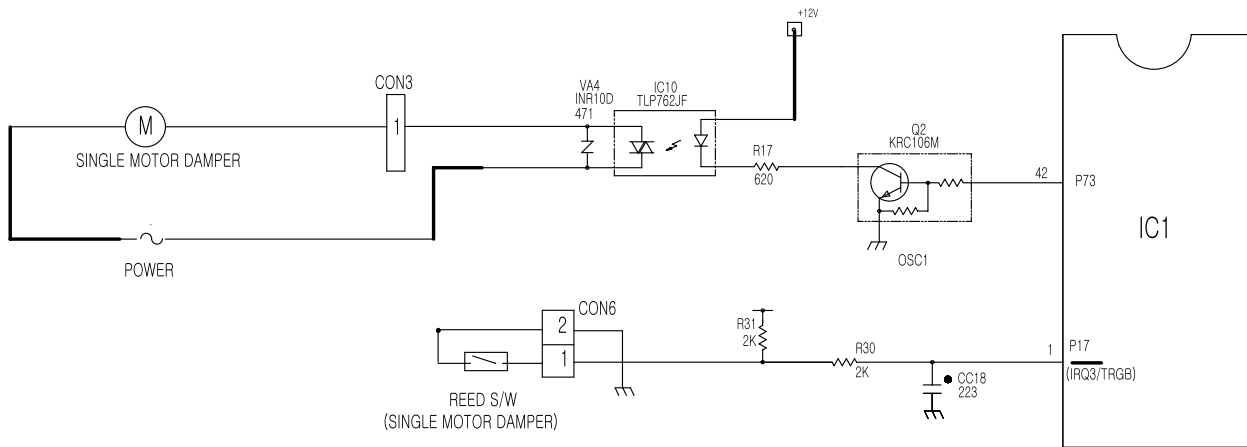 +12V
CON3
VA4
INR10D
471
IC10
TLP762JF
Q2
KRC106M
M
1
R17
620
42
P73
SINGLE MOTOR DAMPER
IC1
OSC1
POWER
CON6
2
1
R31
2K
R30
2K
1
P17
(IRQ3/TRGB)
CC18
223
REED S/W
(SINGLE MOTOR DAMPER)